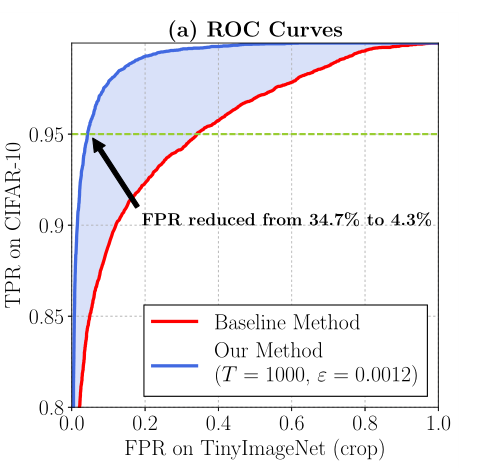 (a) ROC Curves
TPR on CIFAR-10
0.95
0.9
0.85
0.8
FPR reduced from 34.7% to 4.3%
Baseline Method
Our Method
(T = 1000, ε = 0.0012)
0.0 0.2 0.4 0.6 0.8 1.0
FPR on TinyImageNet (crop)